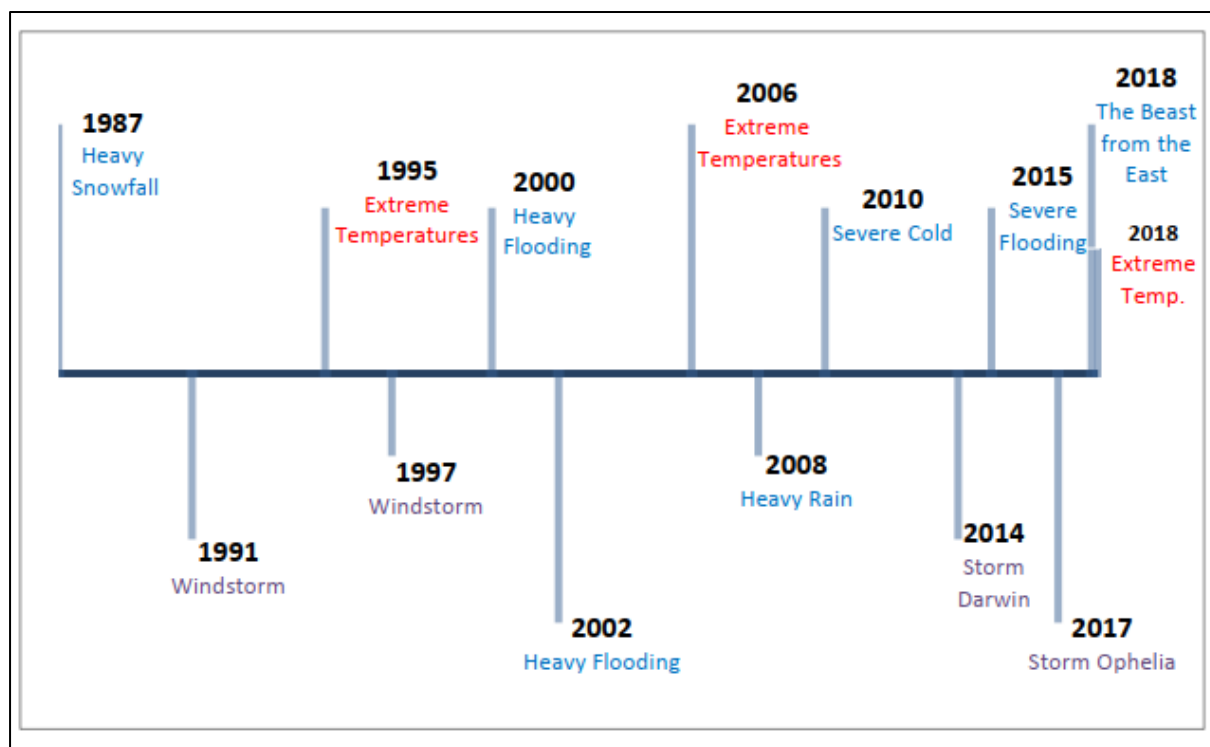 1987
Heavy
Snowfall
1991
Windstorm
1995
Extreme
Temperatures
1997
Windstorm
2000
Heavy
Flooding
2002
Heavy Flooding
2006
Extreme
Temperatures
2008
Heavy Rain
2010
Severe Cold
2014
Storm
Darwin
2015
Severe
Flooding
2017
Storm Ophelia
2018
The Beast
from the
East
2018
Extreme
Temp.